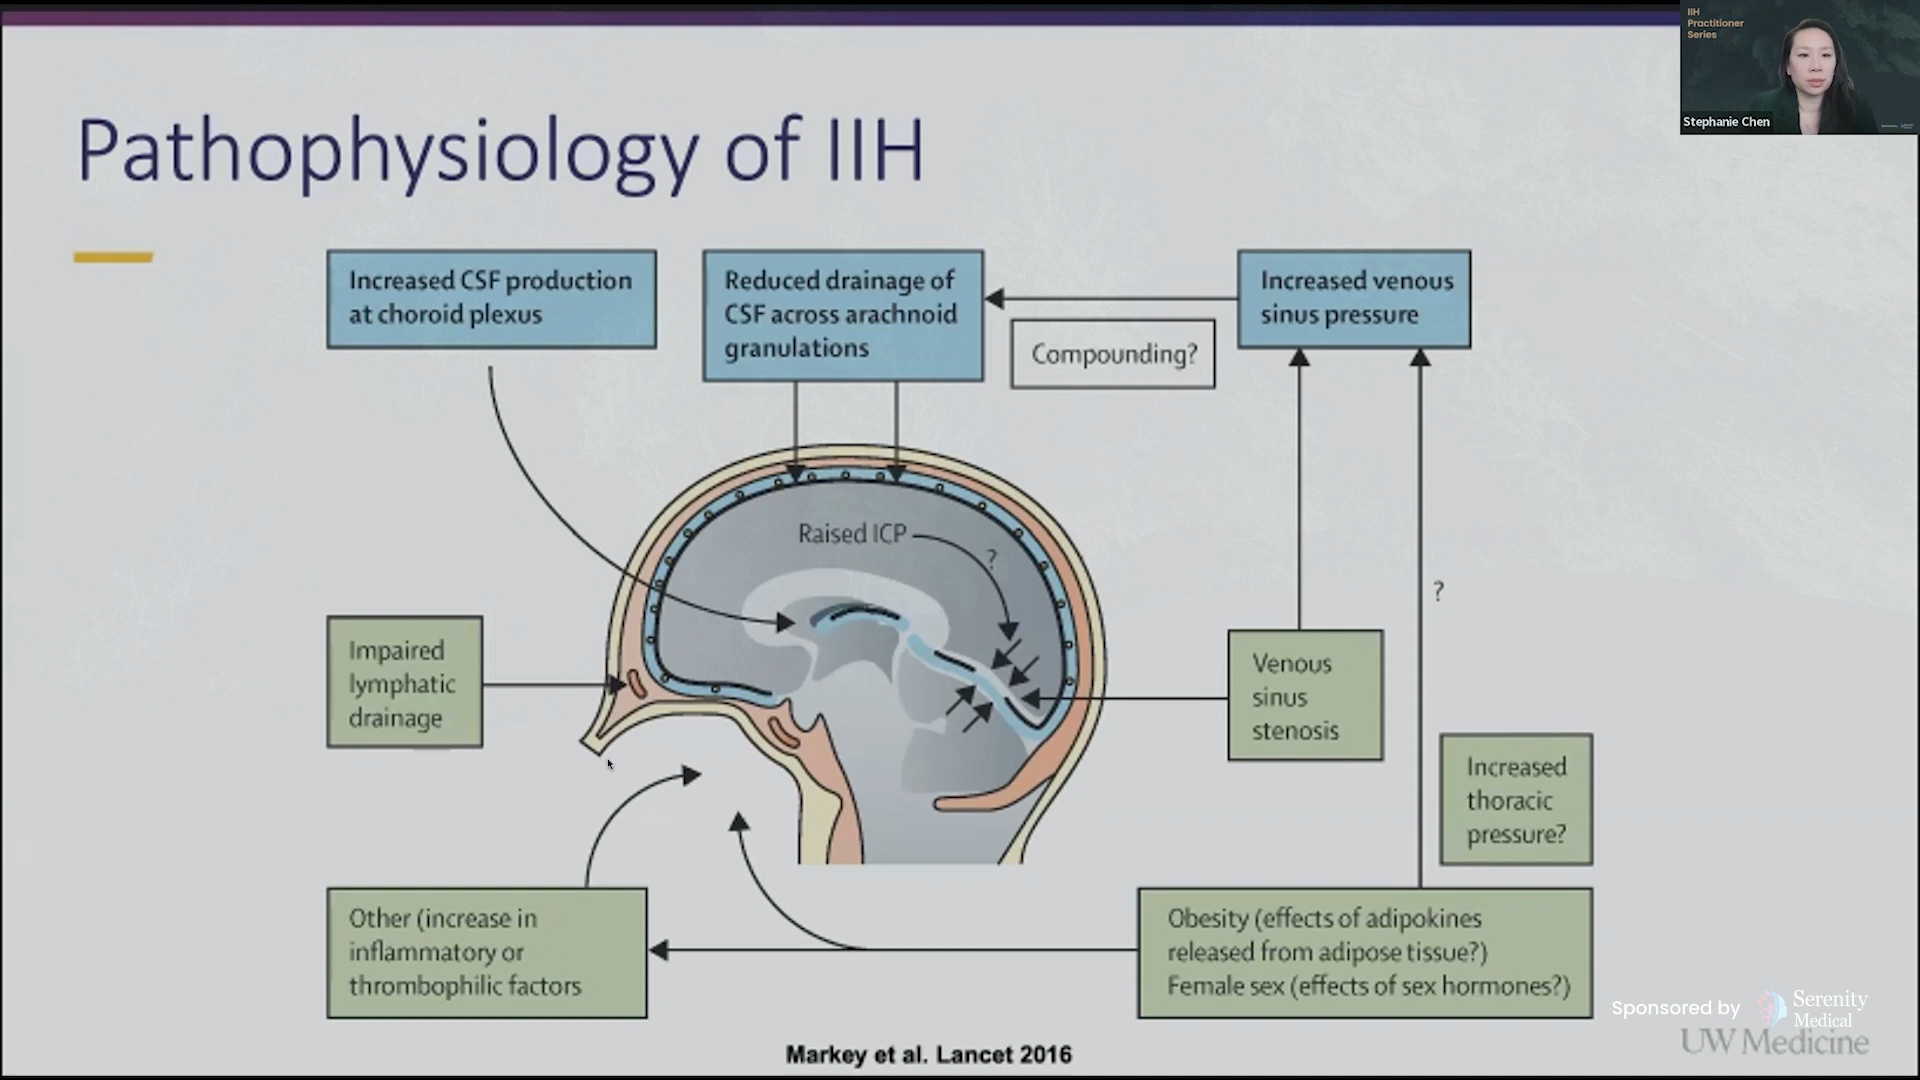 IIH
Practitioner
Series
Stephanie Chen
Pathophysiology of IIH
Increased CSF production
at choroid plexus
Reduced drainage of
CSF across arachnoid
granulations
Compounding?
Increased venous
sinus pressure
Raised ICP
?
Impaired
lymphatic
drainage
Venous
sinus
stenosis
?
Increased
thoracic
pressure?
Other (increase in
inflammatory or
thrombophilic factors
Obesity (effects of adipokines
released from adipose tissue?)
Female sex (effects of sex hormones?)
Sponsored by
Serenity
Medical
UW Medicine
Markey et al. Lancet 2016